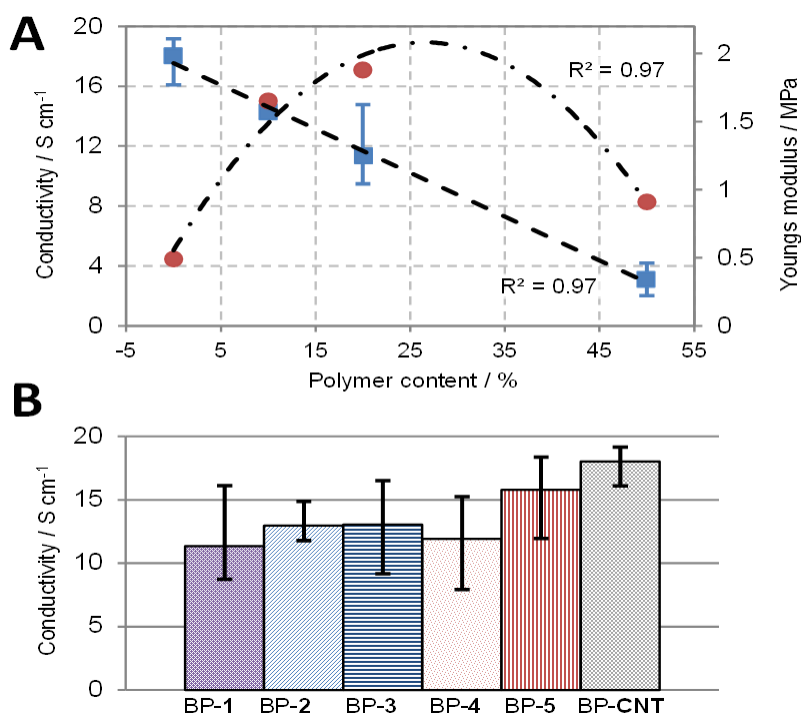 A
20
16
12
8
4
0
Conductivity / S cm⁻¹
2
1.5
1
0.5
0
Youngs modulus / MPa
R² = 0.97
R² = 0.97
-5 5 15 25 35 45 55
Polymer content / %
B
20
15
10
5
0
Conductivity / S cm⁻¹
BP-1 BP-2 BP-3 BP-4 BP-5 BP-CNT